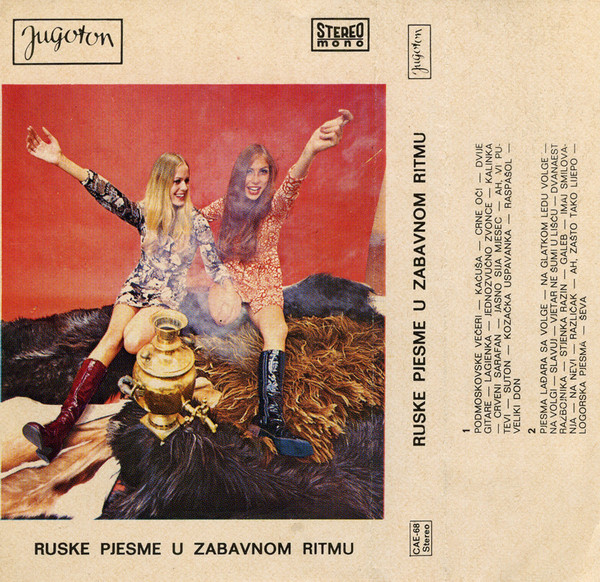 Jugoton
STEREO
mono
RUSKE PJESME U ZABAVNOM RITMU
Jugoton
RUSKE PJESME U ZABAVNOM RITMU
CAE-68
Stereo
1
PODMOSKOVSKE VEČERI — KAĆUŠA — CRNE OČI — DVIJE
GITARE — LAGIENKA — JEDNOZVUČNO ZVONCE — KALINKA
— CRVENI SARAFAN — JASNO SIJA MJESEC — AH, VI PU-
TEVI — SUTON — KOZAČKA USPAVANKA — RASPAŠOL —
VELIKI DON
2
PJESMA LAĐARA SA VOLGE — NA GLATKOM LEDU VOLGE —
NA VOLGI — SLAVUJ — VJETAR NE ŠUMI U LIŠĆU — DVANAEST
RAZBOJNIKA — STJENKA RAZIN — GALEB — IMAJ SMILOVA-
NJA — NA NEVI — RAZLIČAK — AH, ZAŠTO TAKO LIJEPO —
LOGORSKA PJESMA — ŠEVA